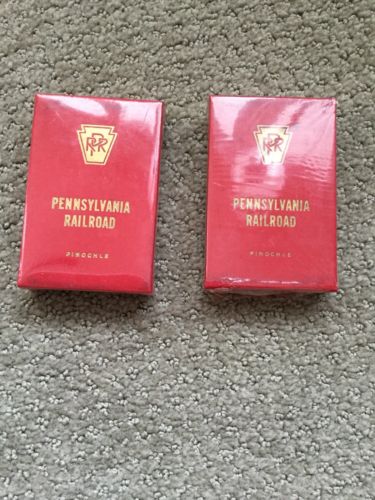 PRR
PENNSYLVANIA
RAILROAD
PINOCHLE
PRR
PENNSYLVANIA
RAILROAD
PINOCHLE